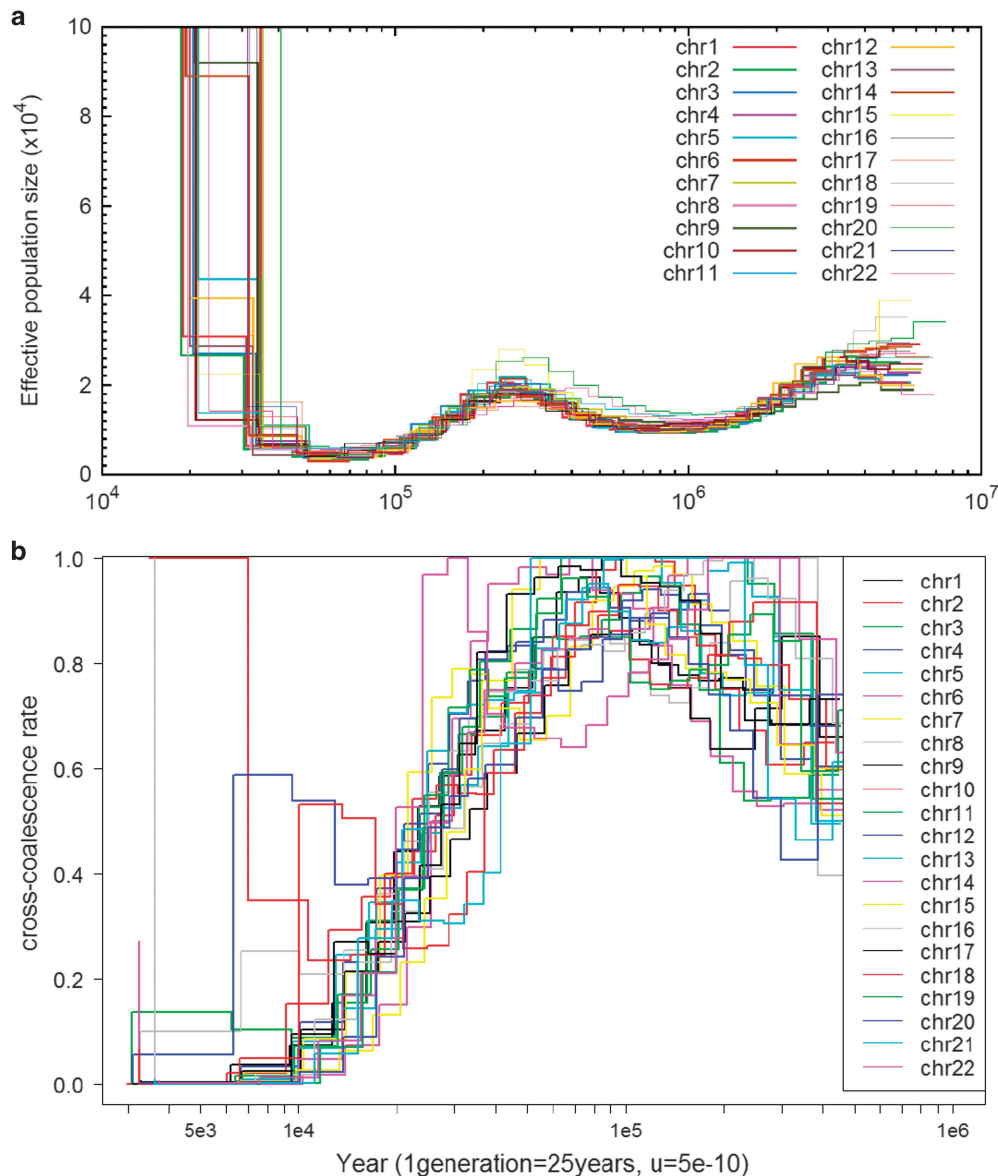 a
10
8
6
4
2
0
Effective population size (x10⁴)
chr1
chr2
chr3
chr4
chr5
chr6
chr7
chr8
chr9
chr10
chr11
chr12
chr13
chr14
chr15
chr16
chr17
chr18
chr19
chr20
chr21
chr22
10⁴
10⁵
10⁶
10⁷
b
1.0
0.8
0.6
0.4
0.2
0.0
cross-coalescence rate
chr1
chr2
chr3
chr4
chr5
chr6
chr7
chr8
chr9
chr10
chr11
chr12
chr13
chr14
chr15
chr16
chr17
chr18
chr19
chr20
chr21
chr22
5e3
1e4
1e5
1e6
Year (1generation=25years, u=5e-10)